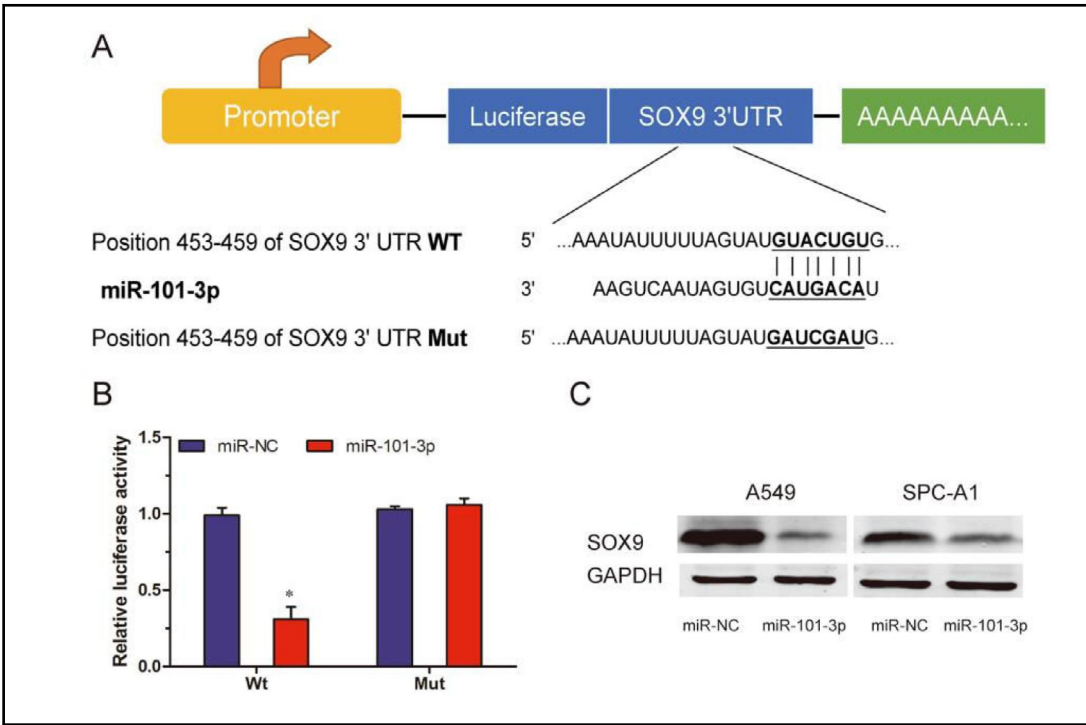 A
Promoter Luciferase SOX9 3'UTR AAAAAAAAA...
Position 453-459 of SOX9 3' UTR WT 5' ...AAAUAUUUUUAGUAUGUACUGUG...
miR-101-3p 3' AAGUCAAUAGUGUCAUGACAU
Position 453-459 of SOX9 3' UTR Mut 5' ...AAAUAUUUUUAGUAUGAUCGAUG...
B
Relative luciferase activity
1.5
1.0
0.5
0.0
miR-NC miR-101-3p
*
Wt Mut
C
A549 SPC-A1
SOX9
GAPDH
miR-NC miR-101-3p miR-NC miR-101-3p